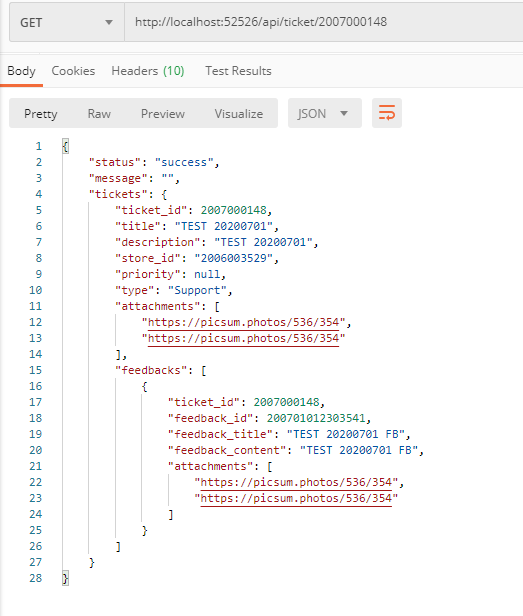 GET http://localhost:52526/api/ticket/2007000148
Body Cookies Headers (10) Test Results
Pretty Raw Preview Visualize JSON
1 {
2 "status": "success",
3 "message": "",
4 "tickets": {
5 "ticket_id": 2007000148,
6 "title": "TEST 20200701",
7 "description": "TEST 20200701",
8 "store_id": "2006003529",
9 "priority": null,
10 "type": "Support",
11 "attachments": [
12 "https://picsum.photos/536/354",
13 "https://picsum.photos/536/354"
14 ],
15 "feedbacks": [
16 {
17 "ticket_id": 2007000148,
18 "feedback_id": 200701012303541,
19 "feedback_title": "TEST 20200701 FB",
20 "feedback_content": "TEST 20200701 FB",
21 "attachments": [
22 "https://picsum.photos/536/354",
23 "https://picsum.photos/536/354"
24 ]
25 }
26 ]
27 }
28 }